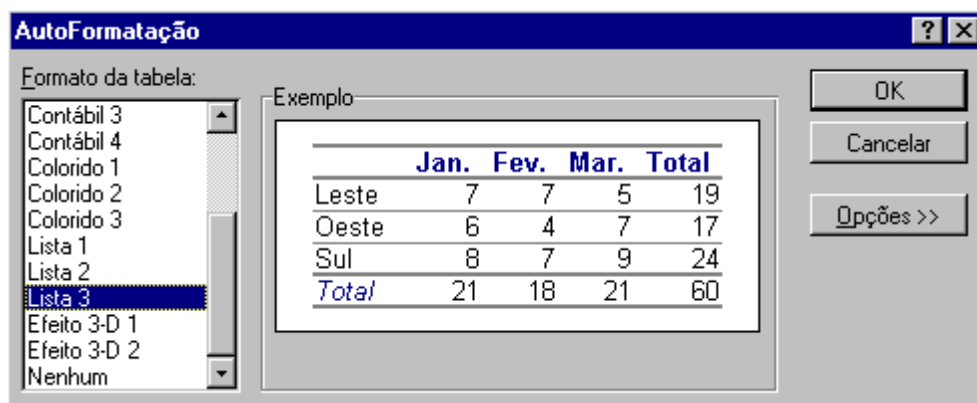 AutoFormatação
Formato da tabela:
Contábil 3
Contábil 4
Colorido 1
Colorido 2
Colorido 3
Lista 1
Lista 2
Lista 3
Efeito 3-D 1
Efeito 3-D 2
Nenhum
Exemplo
Jan. Fev. Mar. Total
Leste 7 7 5 19
Oeste 6 4 7 17
Sul 8 7 9 24
Total 21 18 21 60
OK
Cancelar
Opções >>